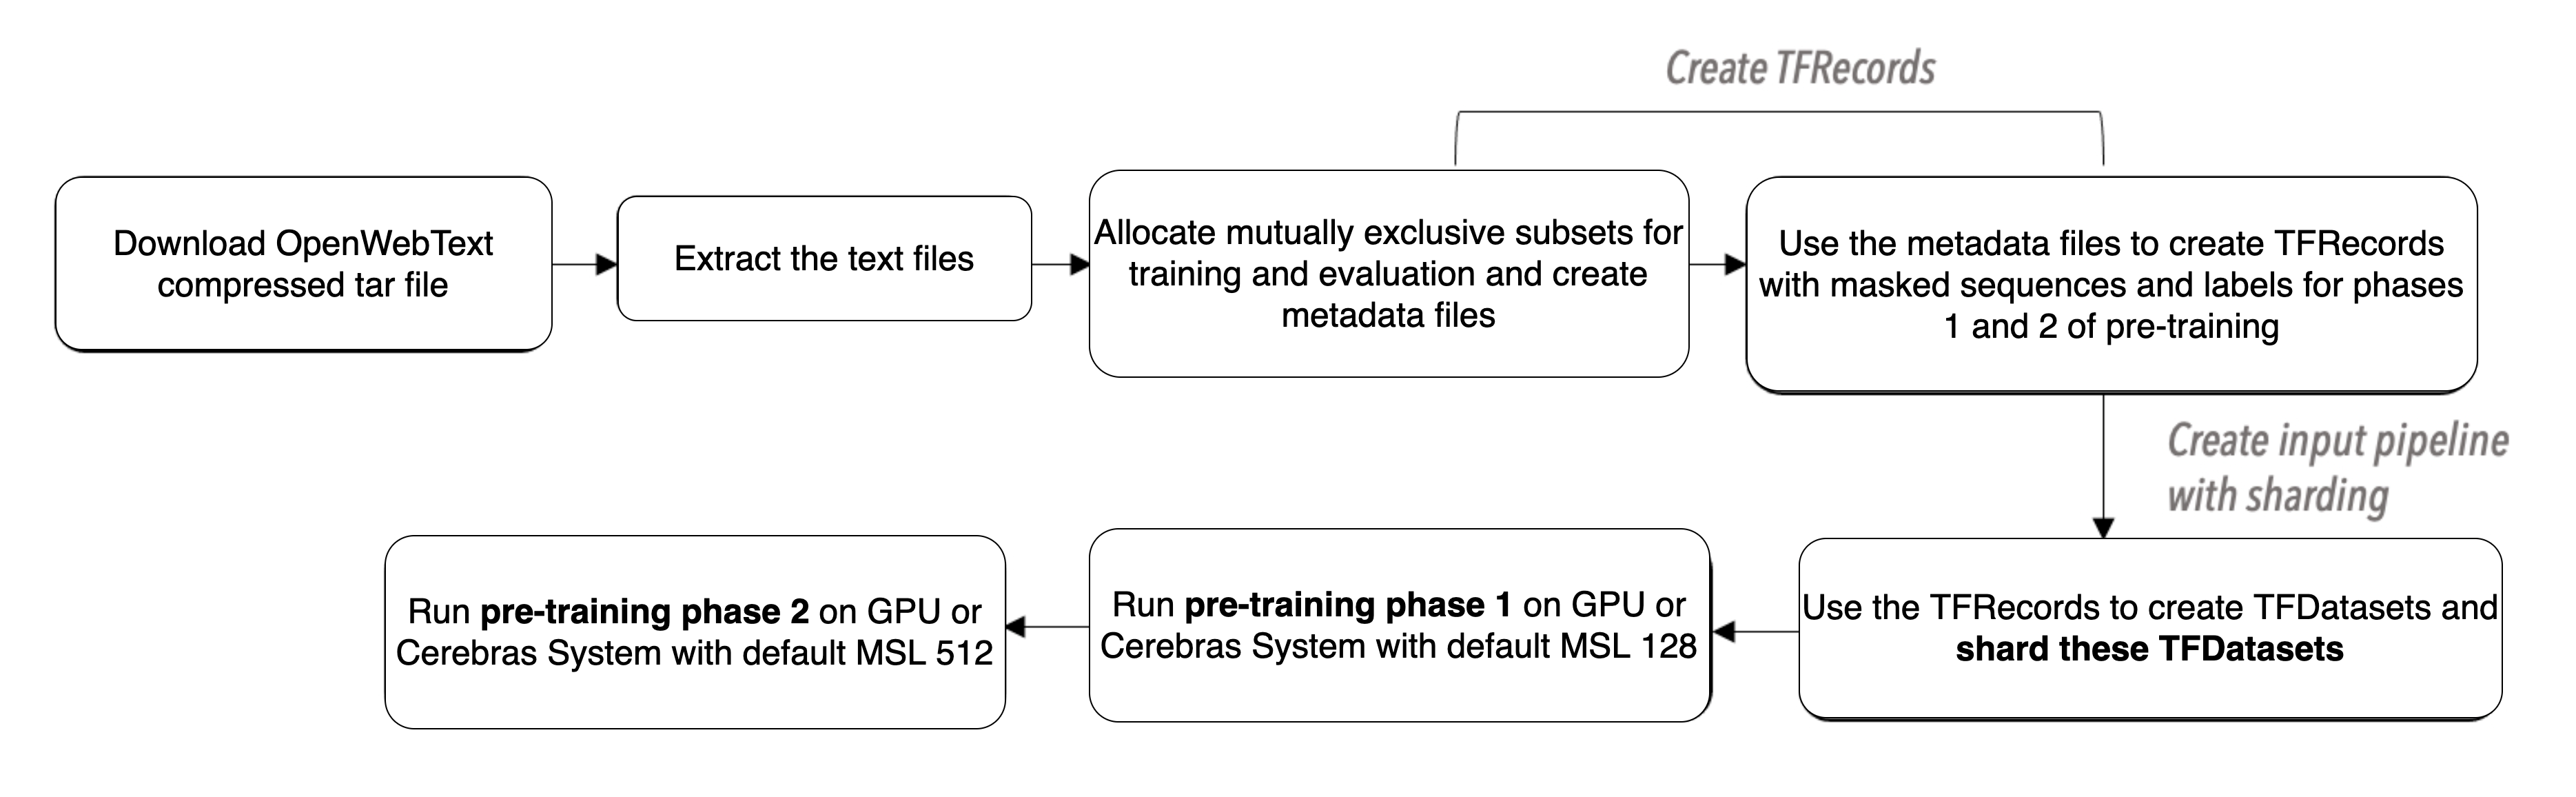 Create TFRecords
Download OpenWebText
compressed tar file
Extract the text files
Allocate mutually exclusive subsets for
training and evaluation and create
metadata files
Use the metadata files to create TFRecords
with masked sequences and labels for phases
1 and 2 of pre-training
Create input pipeline
with sharding
Use the TFRecords to create TFDatasets and
shard these TFDatasets
Run pre-training phase 1 on GPU or
Cerebras System with default MSL 128
Run pre-training phase 2 on GPU or
Cerebras System with default MSL 512